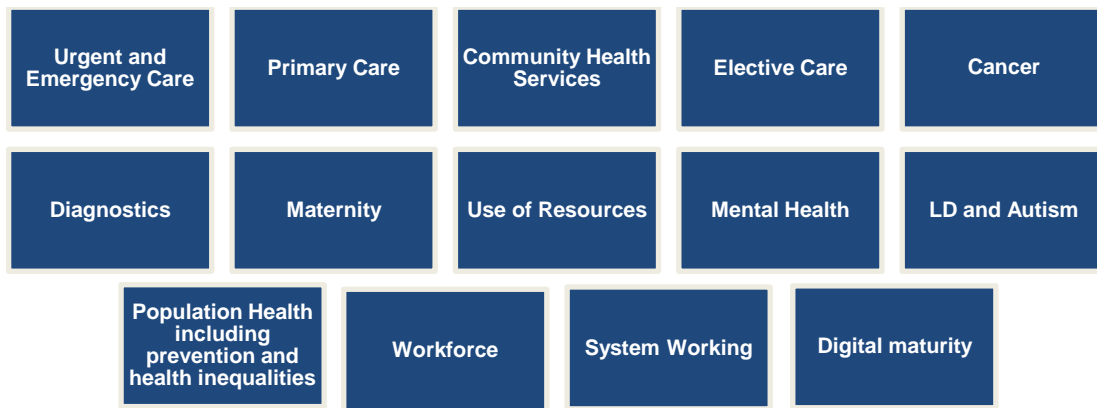 Urgent and
Emergency Care
Primary Care
Community Health
Services
Elective Care
Cancer
Diagnostics
Maternity
Use of Resources
Mental Health
LD and Autism
Population Health
including
prevention and
health inequalities
Workforce
System Working
Digital maturity